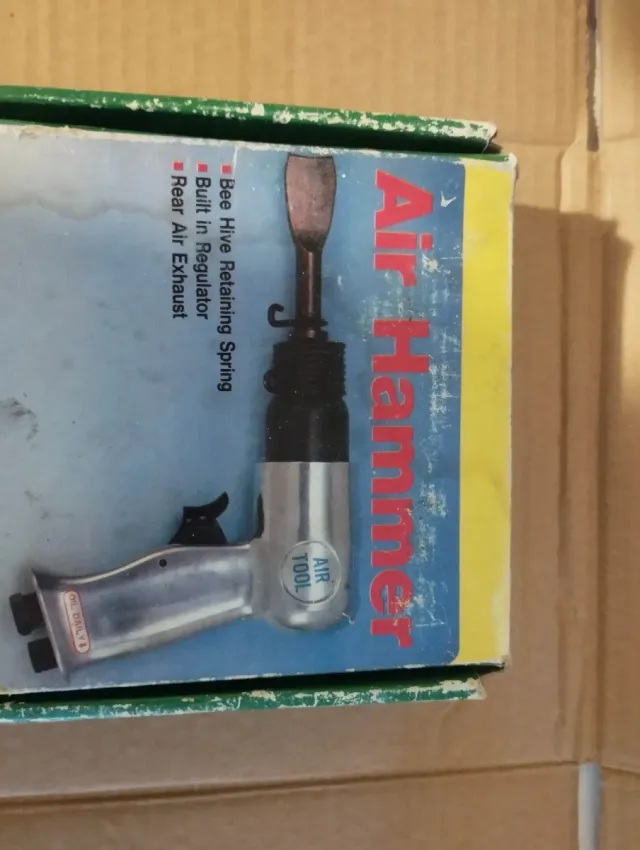 Air Hammer
Bee Hive Retaining Spring
Built in Regulator
Rear Air Exhaust
AIR
TOOL
OIL DAILY